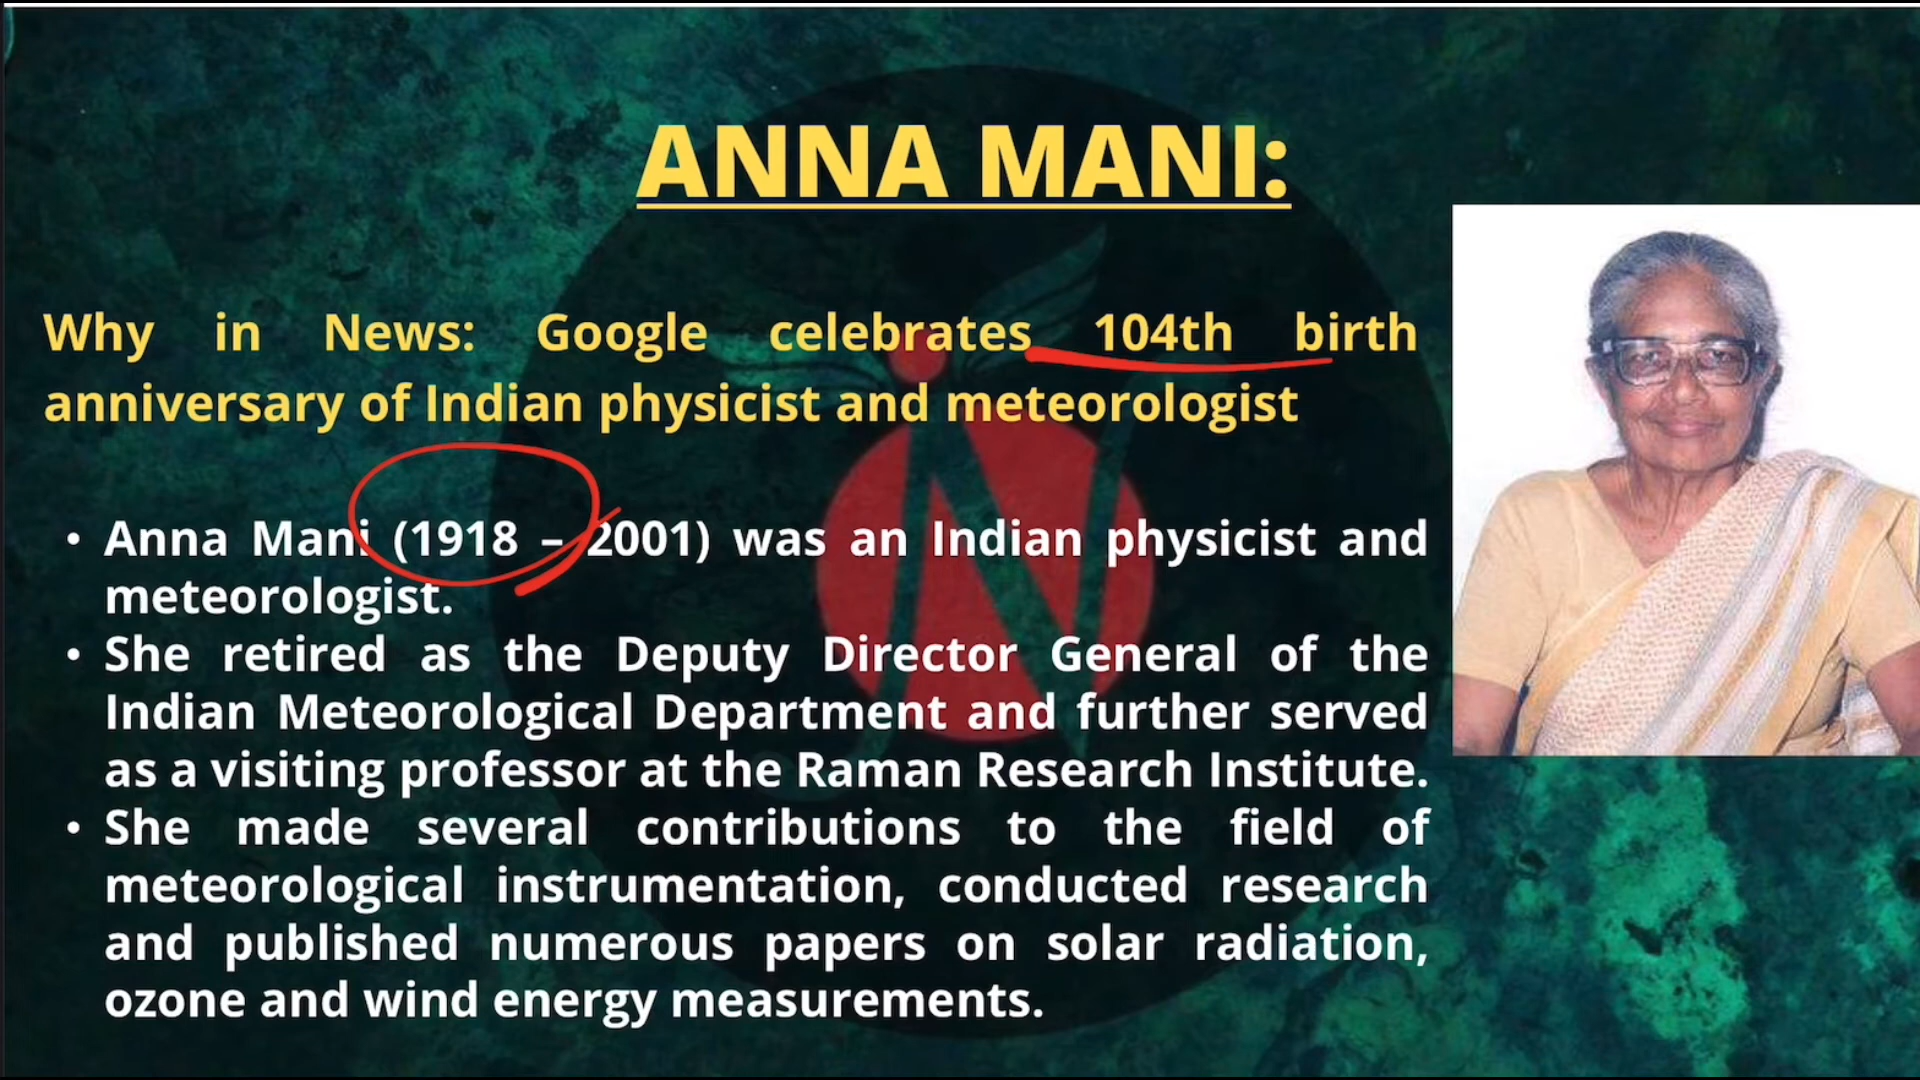 ANNA MANI:
Why in News: Google celebrates 104th birth
anniversary of Indian physicist and meteorologist
• Anna Mani (1918 – 2001) was an Indian physicist and
meteorologist.
• She retired as the Deputy Director General of the
Indian Meteorological Department and further served
as a visiting professor at the Raman Research Institute.
• She made several contributions to the field of
meteorological instrumentation, conducted research
and published numerous papers on solar radiation,
ozone and wind energy measurements.